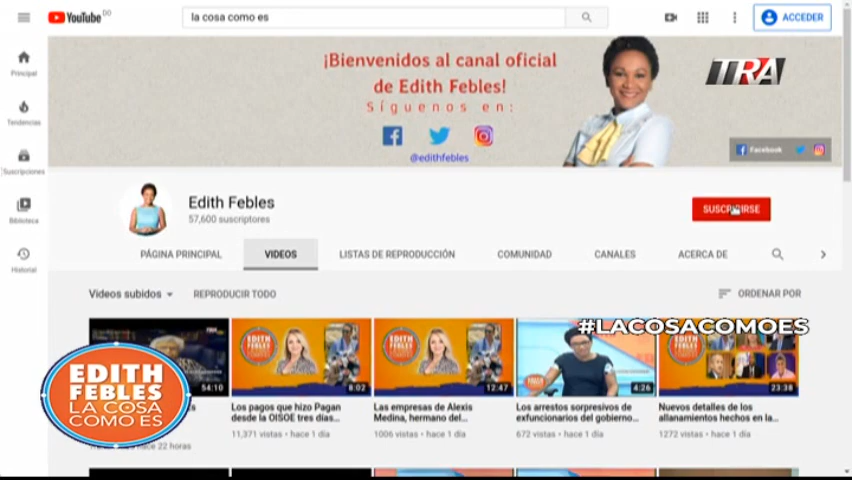 YouTube DO
la cosa como es
ACCEDER
Principal
Tendencias
Suscripciones
Biblioteca
Historial
¡Bienvenidos al canal oficial
de Edith Febles!
Síguenos en:
@edithfebles
TRA
Facebook
Edith Febles
57,600 suscriptores
SUSCRIBIRSE
PÁGINA PRINCIPAL
VIDEOS
LISTAS DE REPRODUCCIÓN
COMUNIDAD
CANALES
ACERCA DE
Videos subidos
REPRODUCIR TODO
ORDENAR POR
#LACOSACOMOES
54:10
8:02
12:47
4:26
23:38
EDITH
FEBLES
LA COSA
COMO ES
hace 22 horas
Los pagos que hizo Pagan
desde la OISOE tres días...
11,371 vistas • hace 1 día
Las empresas de Alexis
Medina, hermano del...
1006 vistas • hace 1 día
Los arrestos sorpresivos de
exfuncionarios del gobierno...
672 vistas • hace 1 día
Nuevos detalles de los
allanamientos hechos en la...
1272 vistas • hace 1 día